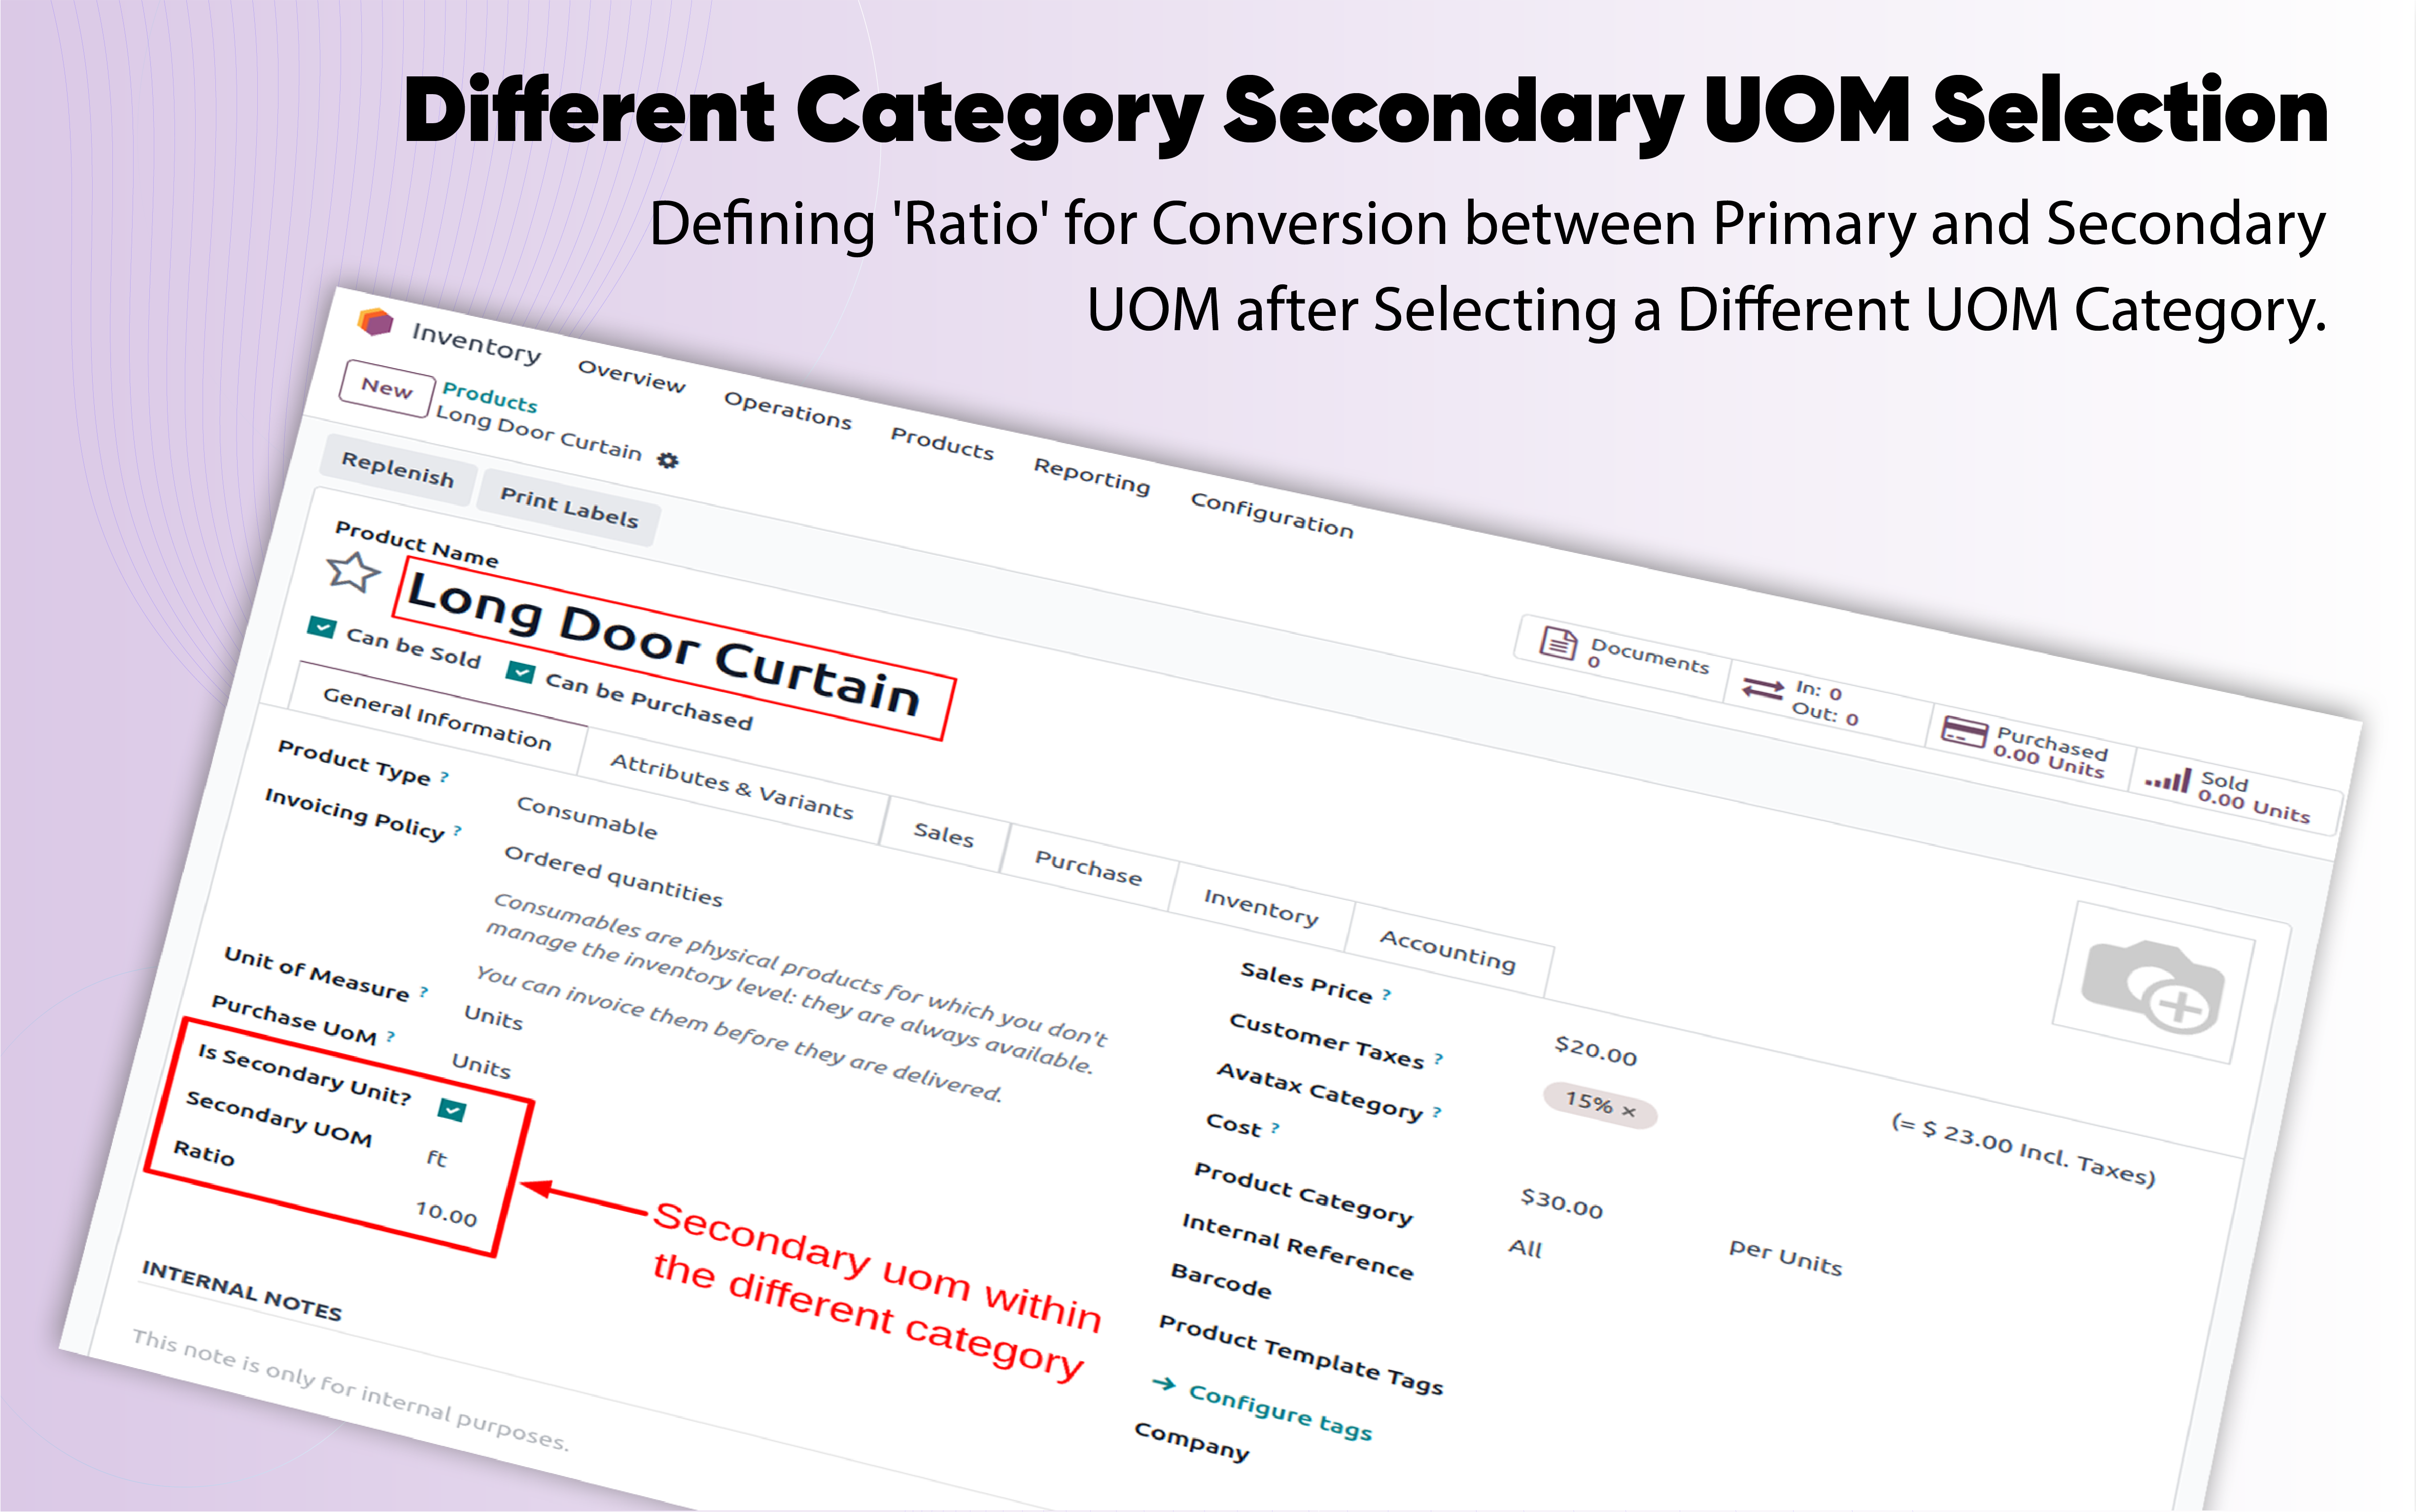 Different Category Secondary UOM Selection
Defining 'Ratio' for Conversion between Primary and Secondary
UOM after Selecting a Different UOM Category.
Inventory Overview Operations Products Reporting Configuration
New
Products
Long Door Curtain
Replenish Print Labels
Documents
0
In: 0
Out: 0
Purchased
0.00 Units
Sold
0.00 Units
Product Name
Long Door Curtain
Can be Sold Can be Purchased
General Information Attributes & Variants Sales Purchase Inventory Accounting
Product Type ? Consumable
Invoicing Policy ? Ordered quantities
Consumables are physical products for which you don't
manage the inventory level: they are always available.
You can invoice them before they are delivered.
Unit of Measure ? Units
Purchase UoM ? Units
Is Secondary Unit?
Secondary UOM ft
Ratio 10.00
Secondary uom within
the different category
Sales Price ? $20.00 (= $ 23.00 Incl. Taxes)
Customer Taxes ? 15% ×
Avatax Category ?
Cost ? $30.00 per Units
Product Category All
Internal Reference
Barcode
Product Template Tags
→ Configure tags
Company
INTERNAL NOTES
This note is only for internal purposes.